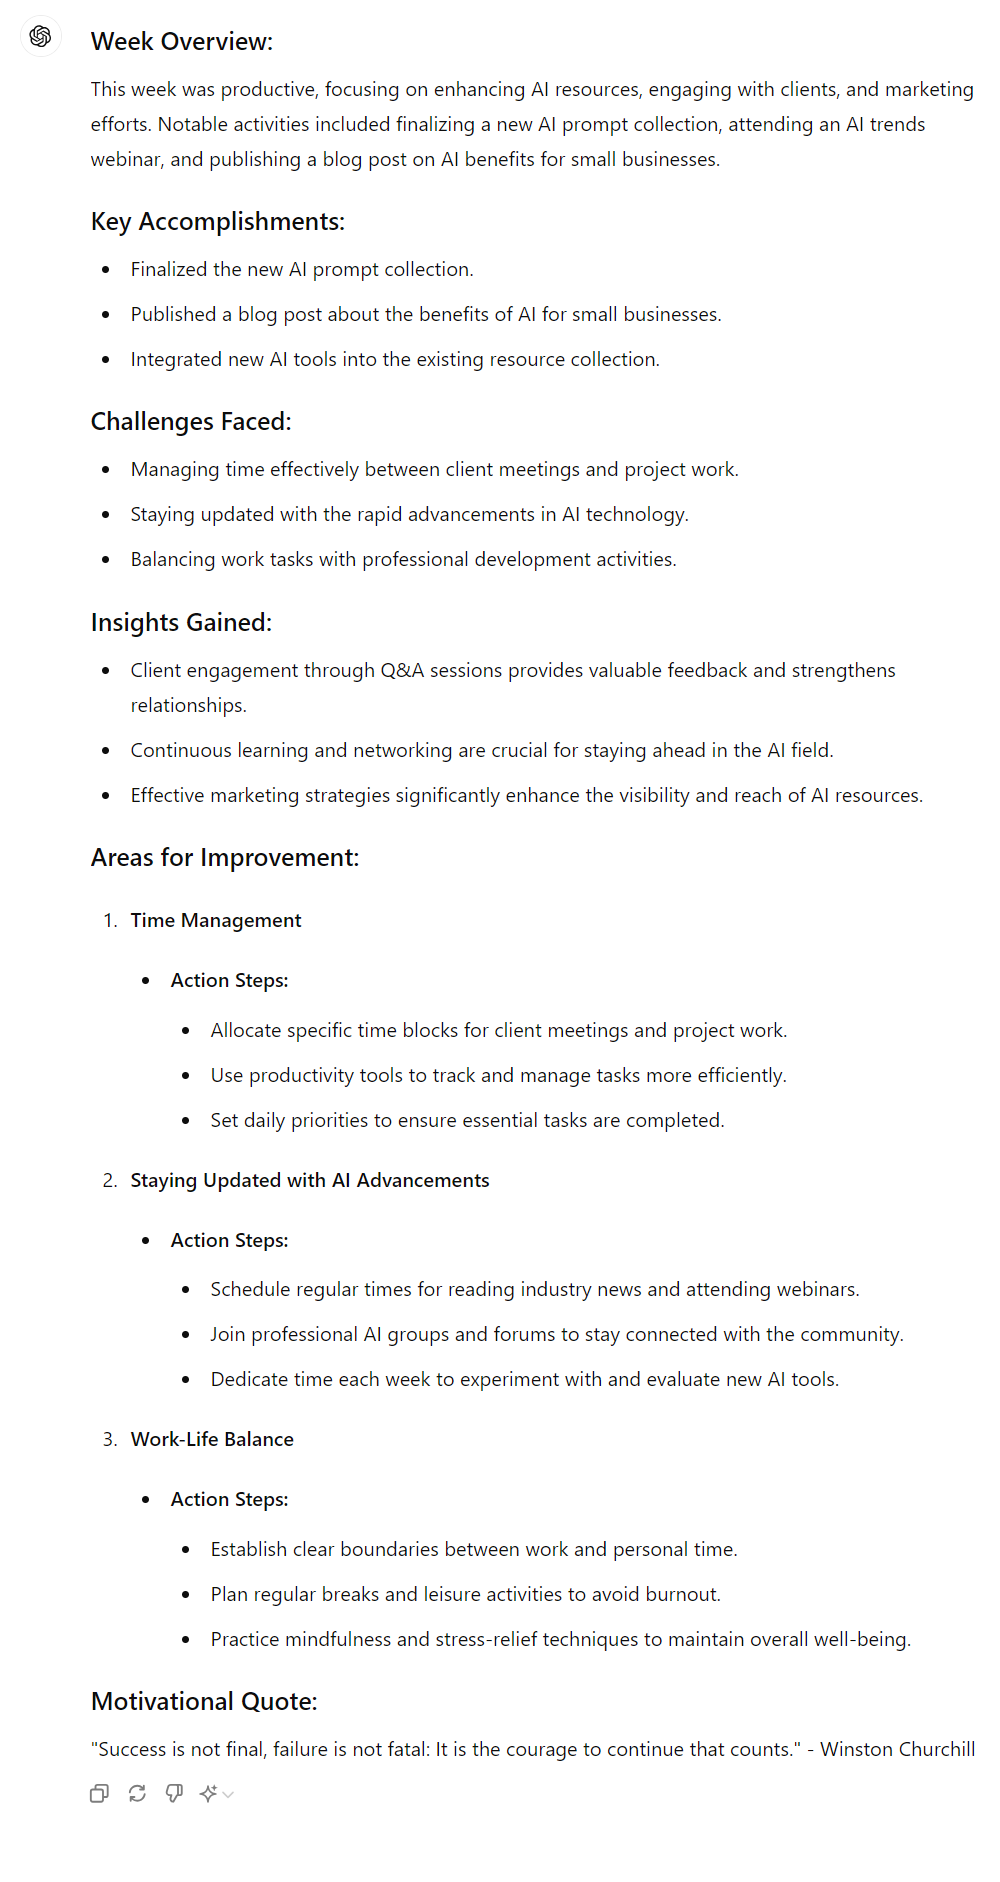 Week Overview:
This week was productive, focusing on enhancing AI resources, engaging with clients, and marketing
efforts. Notable activities included finalizing a new AI prompt collection, attending an AI trends
webinar, and publishing a blog post on AI benefits for small businesses.
Key Accomplishments:
• Finalized the new AI prompt collection.
• Published a blog post about the benefits of AI for small businesses.
• Integrated new AI tools into the existing resource collection.
Challenges Faced:
• Managing time effectively between client meetings and project work.
• Staying updated with the rapid advancements in AI technology.
• Balancing work tasks with professional development activities.
Insights Gained:
• Client engagement through Q&A sessions provides valuable feedback and strengthens
relationships.
• Continuous learning and networking are crucial for staying ahead in the AI field.
• Effective marketing strategies significantly enhance the visibility and reach of AI resources.
Areas for Improvement:
1. Time Management
• Action Steps:
• Allocate specific time blocks for client meetings and project work.
• Use productivity tools to track and manage tasks more efficiently.
• Set daily priorities to ensure essential tasks are completed.
2. Staying Updated with AI Advancements
• Action Steps:
• Schedule regular times for reading industry news and attending webinars.
• Join professional AI groups and forums to stay connected with the community.
• Dedicate time each week to experiment with and evaluate new AI tools.
3. Work-Life Balance
• Action Steps:
• Establish clear boundaries between work and personal time.
• Plan regular breaks and leisure activities to avoid burnout.
• Practice mindfulness and stress-relief techniques to maintain overall well-being.
Motivational Quote:
"Success is not final, failure is not fatal: It is the courage to continue that counts." - Winston Churchill